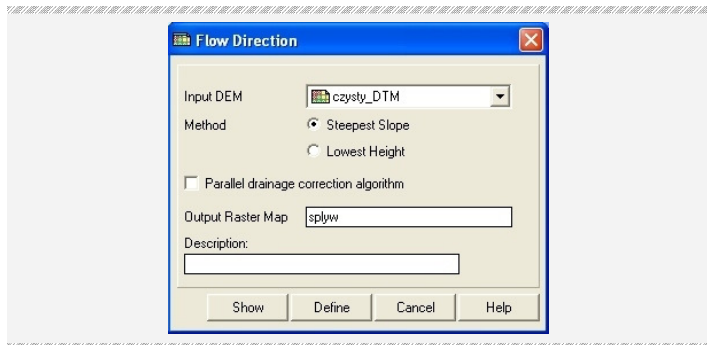 Flow Direction
Input DEM czysty_DTM
Method Steepest Slope
Lowest Height
Parallel drainage correction algorithm
Output Raster Map splyw
Description:
Show Define Cancel Help